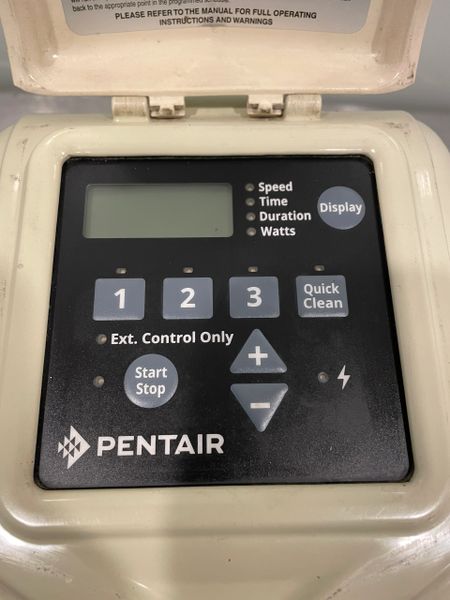 back to the appropriate point in the programmed schedule.
PLEASE REFER TO THE MANUAL FOR FULL OPERATING
INSTRUCTIONS AND WARNINGS
Speed
Time
Duration
Watts
Display
1
2
3
Quick
Clean
Ext. Control Only
+
Start
Stop
−
PENTAIR